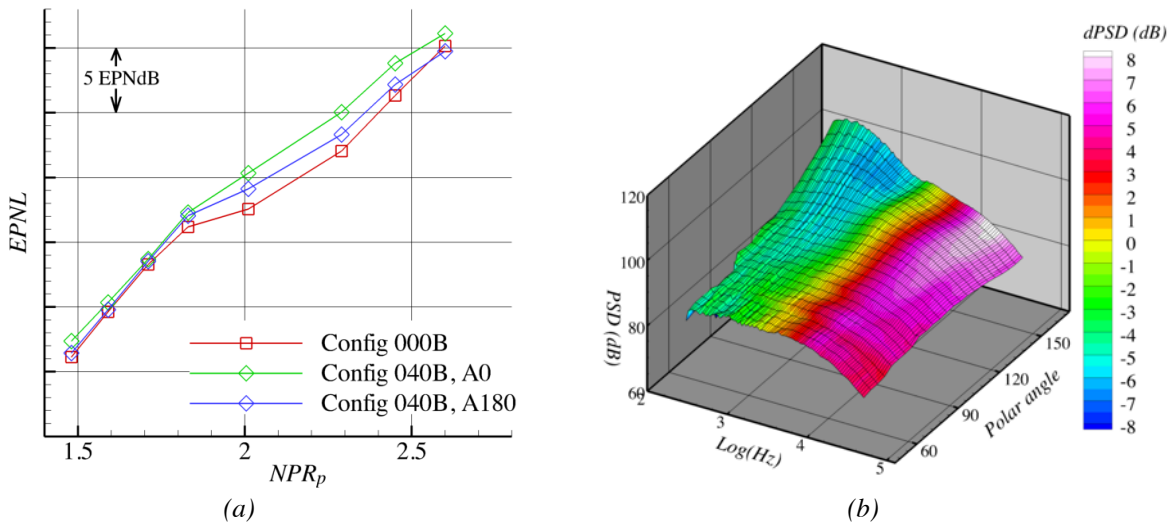 5 EPNdB
EPNL
Config 000B
Config 040B, A0
Config 040B, A180
1.5 2 2.5
NPRp
(a)
dPSD (dB)
8
7
6
5
4
3
2
1
0
-1
-2
-3
-4
-5
-6
-7
-8
120
100
80
60
PSD (dB)
2 3 4 5
Log(Hz)
60 90 120 150
Polar angle
(b)